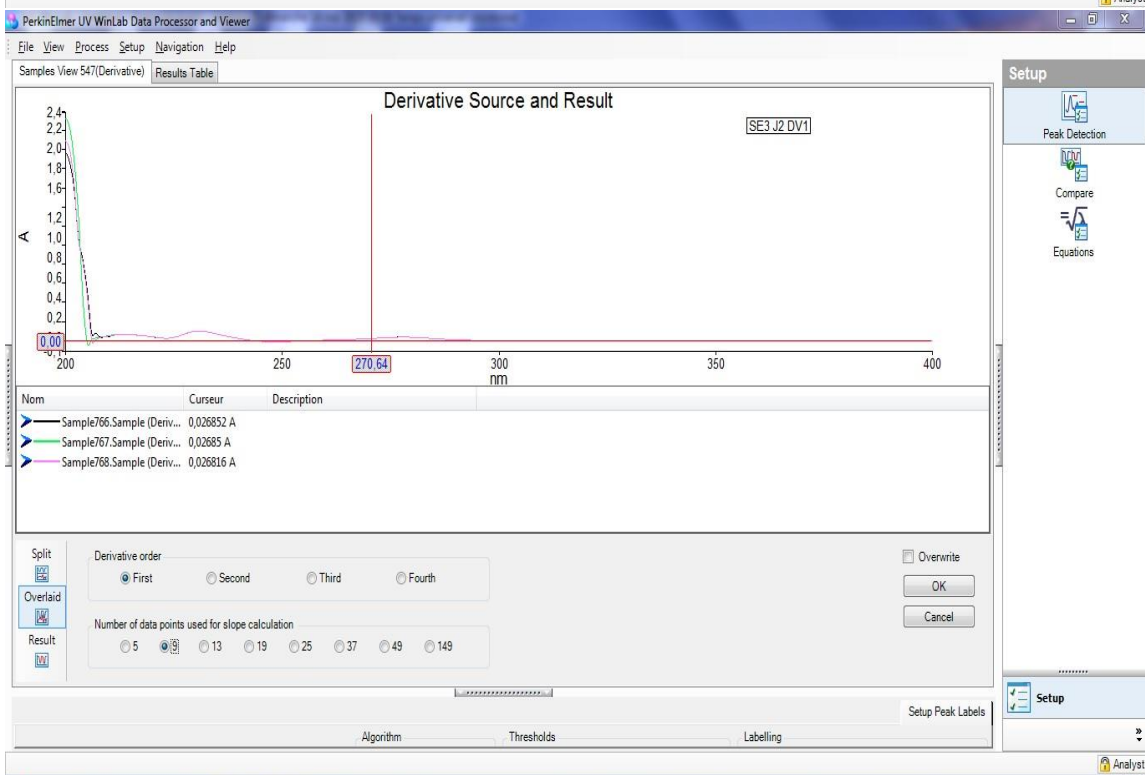 Analyst
PerkinElmer UV WinLab Data Processor and Viewer
File View Process Setup Navigation Help
Samples View 547(Derivative) Results Table
Derivative Source and Result
SE3 J2 DV1
2,4
2,2
2,0
1,8
1,6
1,2
1,0
0,8
0,6
0,4
0,2
0,00
A
200 250 270,64 300 350 400
nm
Nom Curseur Description
Sample766.Sample (Deriv... 0,026852 A
Sample767.Sample (Deriv... 0,02685 A
Sample768.Sample (Deriv... 0,026816 A
Split
Overlaid
Result
Derivative order
First Second Third Fourth
Number of data points used for slope calculation
5 9 13 19 25 37 49 149
Overwrite
OK
Cancel
Setup Peak Labels
Algorithm Thresholds Labelling
Setup
Peak Detection
Compare
Equations
Setup
Analyst